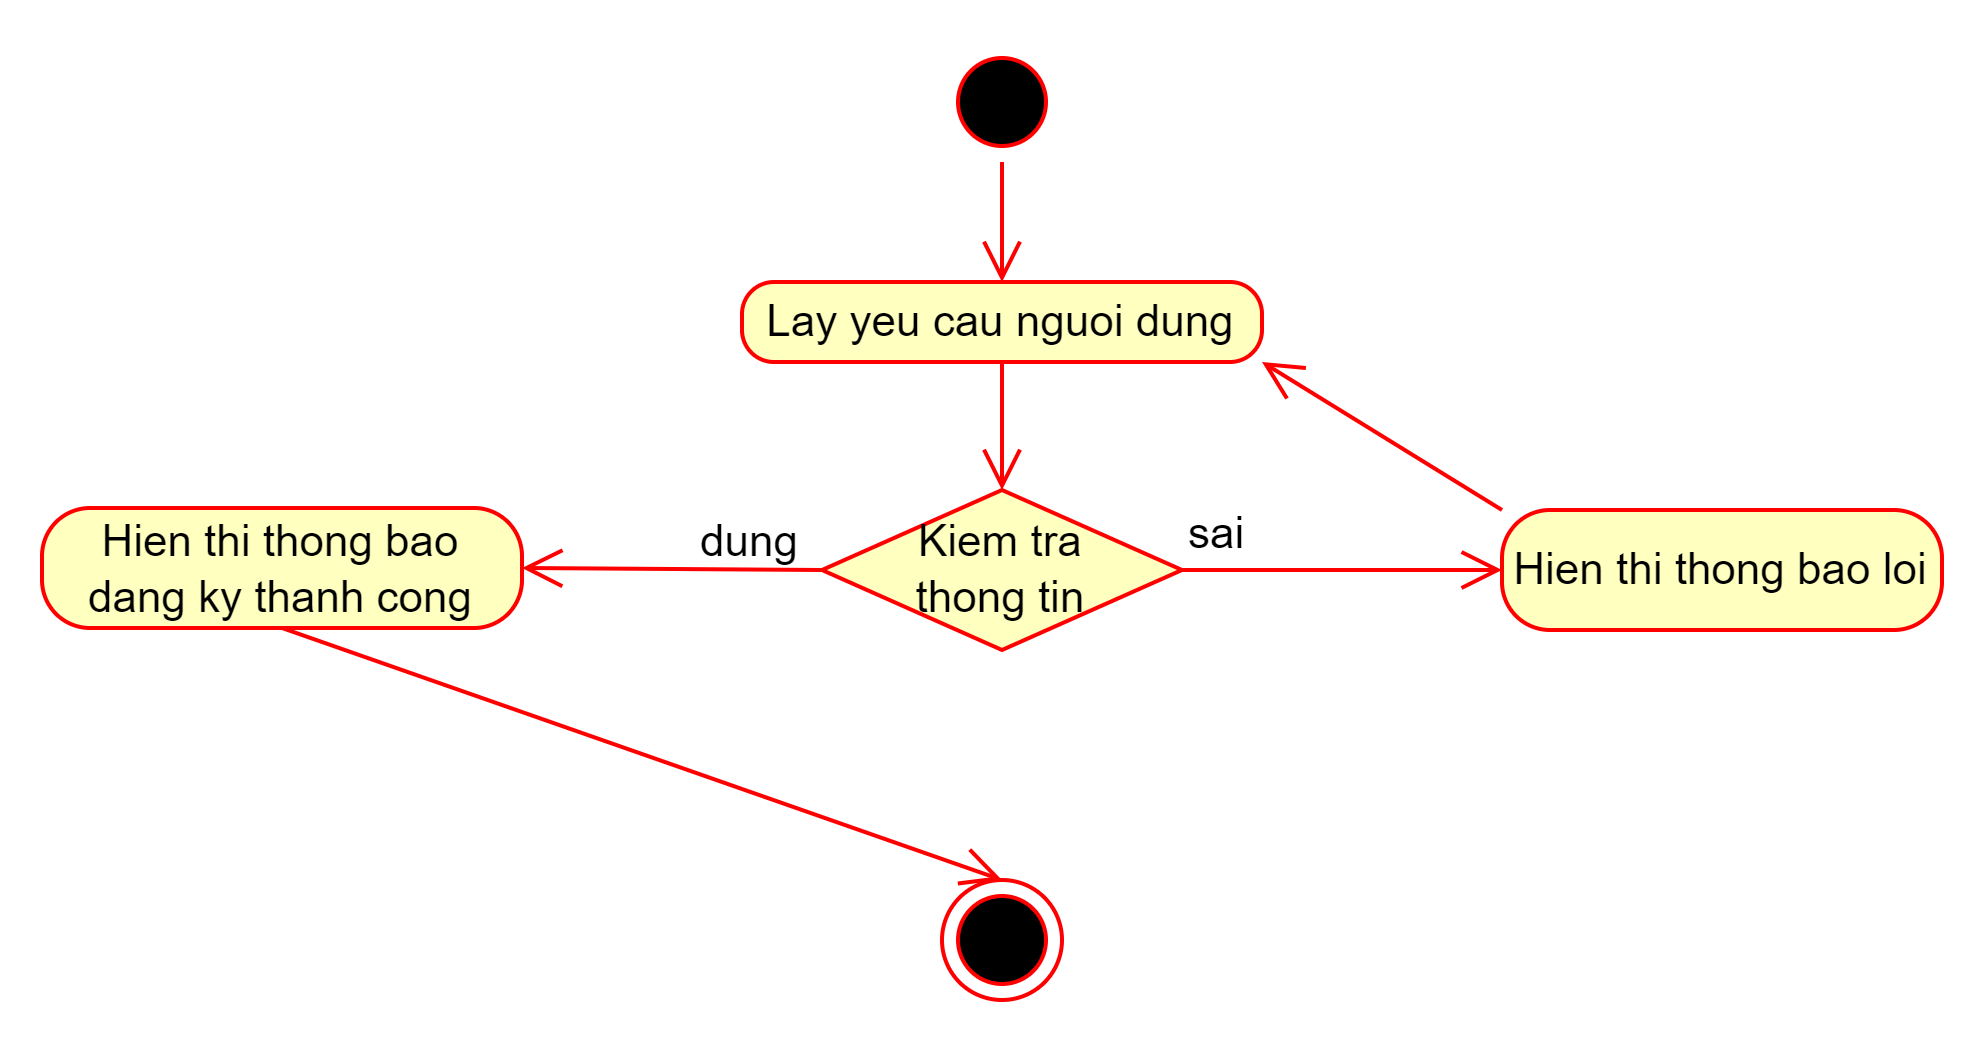 Lay yeu cau nguoi dung
Hien thi thong bao
dang ky thanh cong
dung
Kiem tra
thong tin
sai
Hien thi thong bao loi